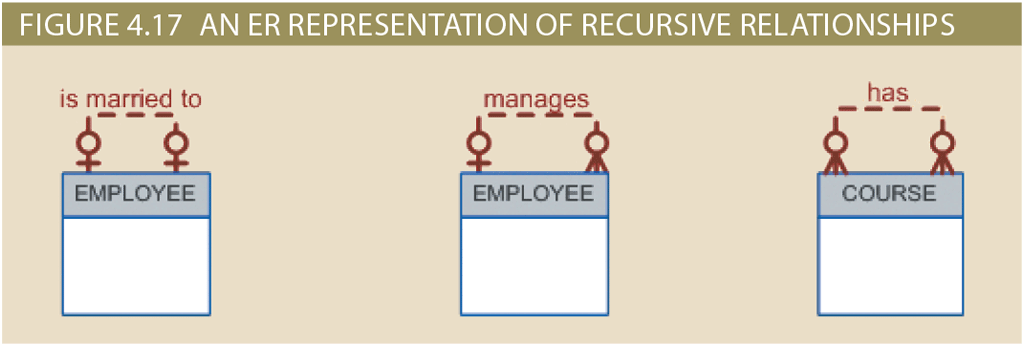 FIGURE 4.17 AN ER REPRESENTATION OF RECURSIVE RELATIONSHIPS
is married to
EMPLOYEE
manages
EMPLOYEE
has
COURSE